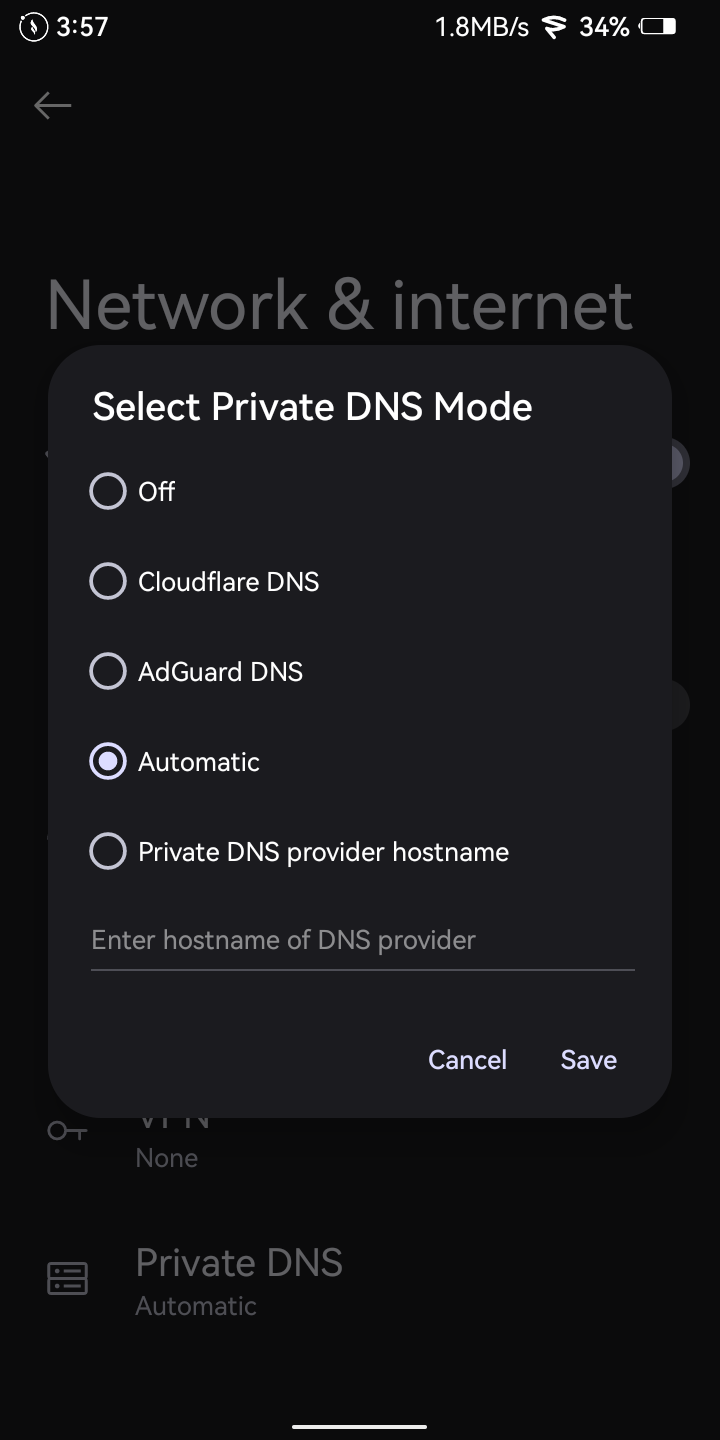 3:57 1.8MB/s 34%
Network & internet
Select Private DNS Mode
Off
Cloudflare DNS
AdGuard DNS
Automatic
Private DNS provider hostname
Enter hostname of DNS provider
Cancel Save
VPN
None
Private DNS
Automatic